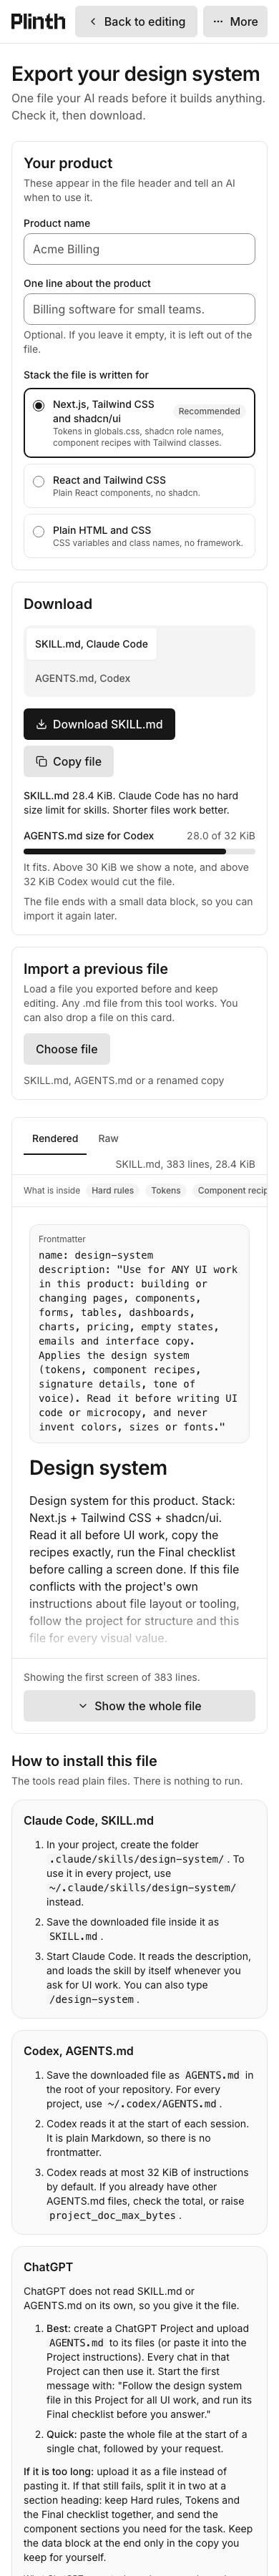 Plinth
Back to editing
More
Export your design system
One file your AI reads before it builds anything.
Check it, then download.
Your product
These appear in the file header and tell an AI
when to use it.
Product name
Acme Billing
One line about the product
Billing software for small teams.
Optional. If you leave it empty, it is left out of the
file.
Stack the file is written for
Next.js, Tailwind CSS
and shadcn/ui
Recommended
Tokens in globals.css, shadcn role names,
component recipes with Tailwind classes.
React and Tailwind CSS
Plain React components, no shadcn.
Plain HTML and CSS
CSS variables and class names, no framework.
Download
SKILL.md, Claude Code
AGENTS.md, Codex
Download SKILL.md
Copy file
SKILL.md 28.4 KiB. Claude Code has no hard
size limit for skills. Shorter files work better.
AGENTS.md size for Codex 28.0 of 32 KiB
It fits. Above 30 KiB we show a note, and above
32 KiB Codex would cut the file.
The file ends with a small data block, so you can
import it again later.
Import a previous file
Load a file you exported before and keep
editing. Any .md file from this tool works. You
can also drop a file on this card.
Choose file
SKILL.md, AGENTS.md or a renamed copy
Rendered Raw
SKILL.md, 383 lines, 28.4 KiB
What is inside Hard rules Tokens Component recip
Frontmatter
name: design-system
description: "Use for ANY UI work
in this product: building or
changing pages, components,
forms, tables, dashboards,
charts, pricing, empty states,
emails and interface copy.
Applies the design system
(tokens, component recipes,
signature details, tone of
voice). Read it before writing UI
code or microcopy, and never
invent colors, sizes or fonts."
Design system
Design system for this product. Stack:
Next.js + Tailwind CSS + shadcn/ui.
Read it all before UI work, copy the
recipes exactly, run the Final checklist
before calling a screen done. If this file
conflicts with the project's own
instructions about file layout or tooling,
follow the project for structure and this
file for every visual value.
Showing the first screen of 383 lines.
Show the whole file
How to install this file
The tools read plain files. There is nothing to run.
Claude Code, SKILL.md
1. In your project, create the folder
.claude/skills/design-system/ . To
use it in every project, use
~/.claude/skills/design-system/
instead.
2. Save the downloaded file inside it as
SKILL.md .
3. Start Claude Code. It reads the description,
and loads the skill by itself whenever you
ask for UI work. You can also type
/design-system .
Codex, AGENTS.md
1. Save the downloaded file as AGENTS.md in
the root of your repository. For every
project, use ~/.codex/AGENTS.md .
2. Codex reads it at the start of each session.
It is plain Markdown, so there is no
frontmatter.
3. Codex reads at most 32 KiB of instructions
by default. If you already have other
AGENTS.md files, check the total, or raise
project_doc_max_bytes .
ChatGPT
ChatGPT does not read SKILL.md or
AGENTS.md on its own, so you give it the file.
1. Best: create a ChatGPT Project and upload
AGENTS.md to its files (or paste it into the
Project instructions). Every chat in that
Project can then use it. Start the first
message with: "Follow the design system
file in this Project for all UI work, and run its
Final checklist before you answer."
2. Quick: paste the whole file at the start of a
single chat, followed by your request.
If it is too long: upload it as a file instead of
pasting it. If that still fails, split it in two at a
section heading: keep Hard rules, Tokens and
the Final checklist together, and send the
component sections you need for the task. Keep
the data block at the end only in the copy you
keep for yourself.